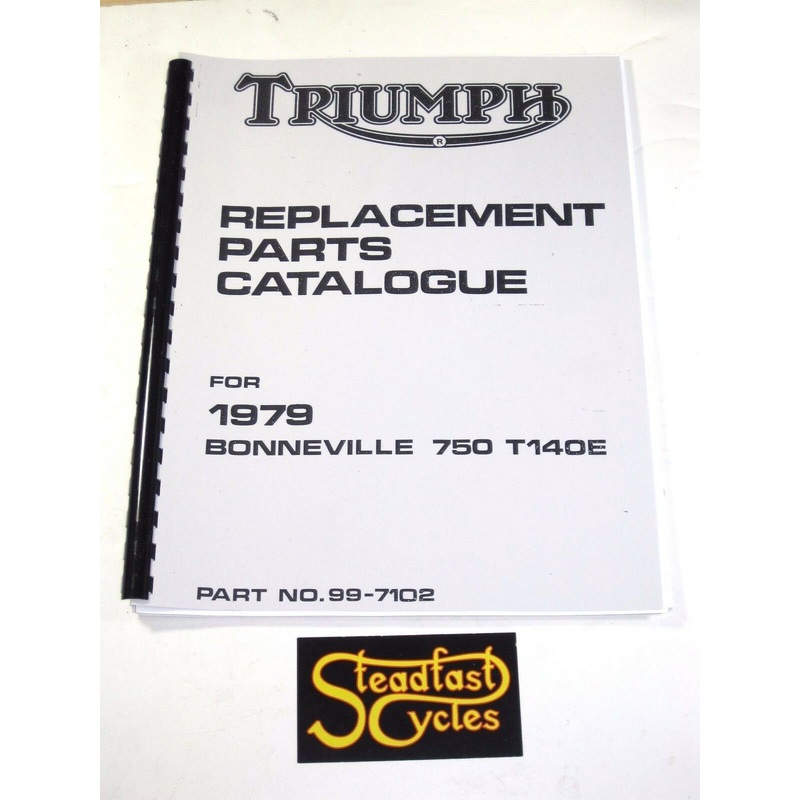 TRIUMPH
®
REPLACEMENT
PARTS
CATALOGUE
FOR
1979
BONNEVILLE 750 T140E
PART NO. 99-7102
Steadfast
Cycles